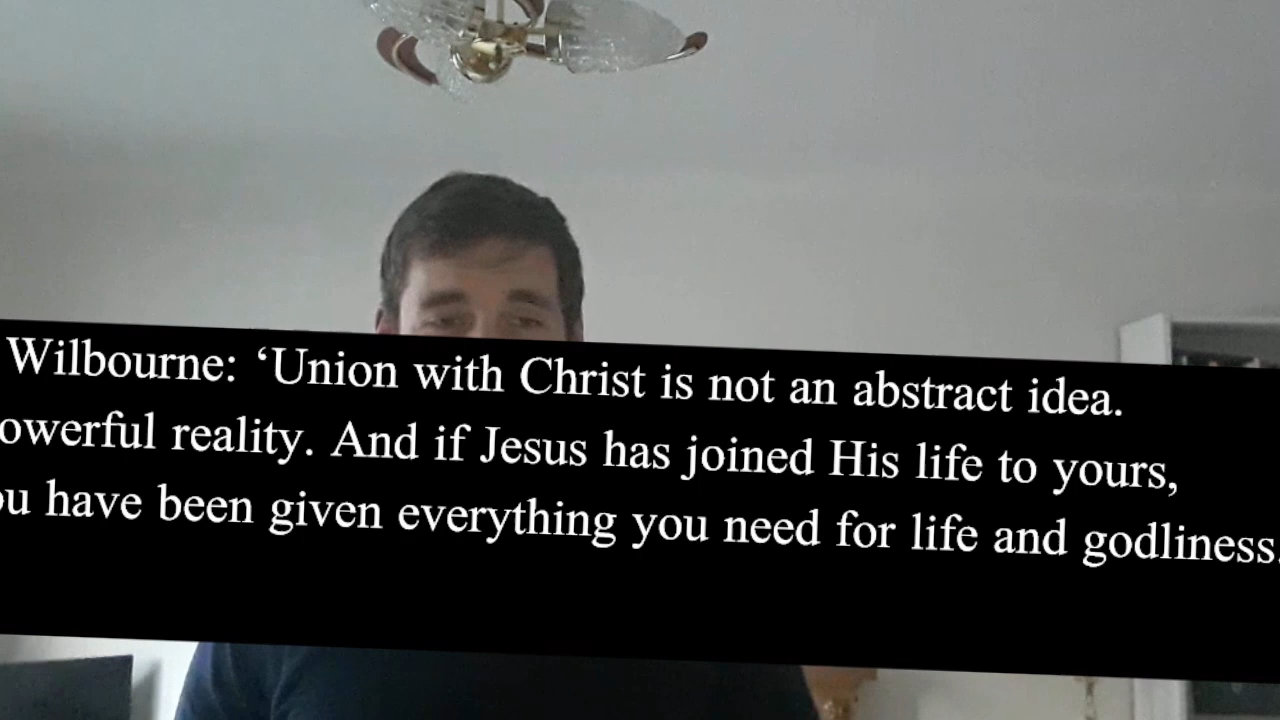 Wilbourne: ‘Union with Christ is not an abstract idea.
owerful reality. And if Jesus has joined His life to yours,
ou have been given everything you need for life and godliness.